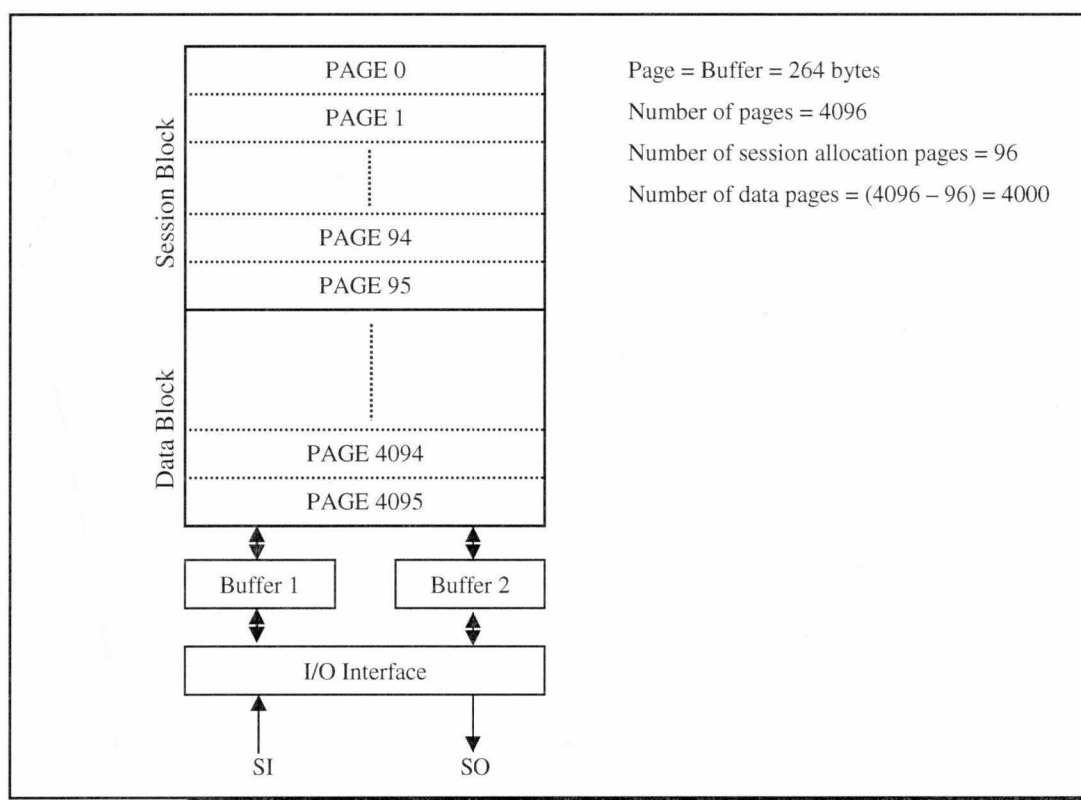 PAGE 0
PAGE 1
Session Block
PAGE 94
PAGE 95
Data Block
PAGE 4094
PAGE 4095
Buffer 1
Buffer 2
I/O Interface
SI
SO
Page = Buffer = 264 bytes
Number of pages = 4096
Number of session allocation pages = 96
Number of data pages = (4096 – 96) = 4000